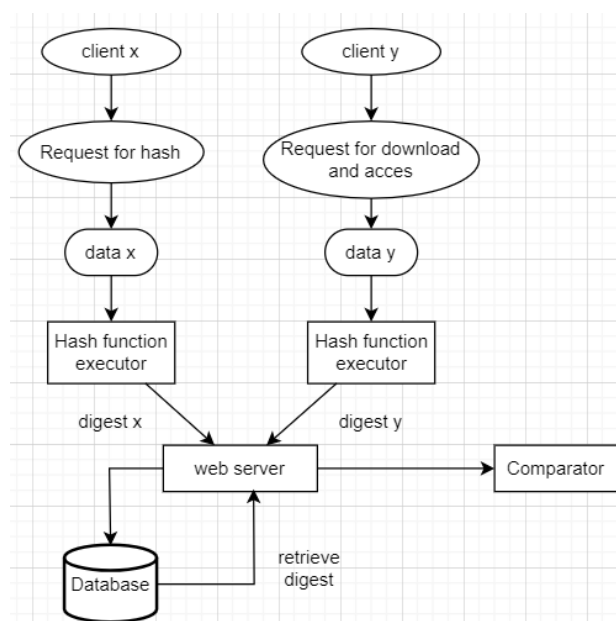 client x
client y
Request for hash
Request for download
and acces
data x
data y
Hash function
executor
Hash function
executor
digest x
digest y
web server
Comparator
Database
retrieve
digest